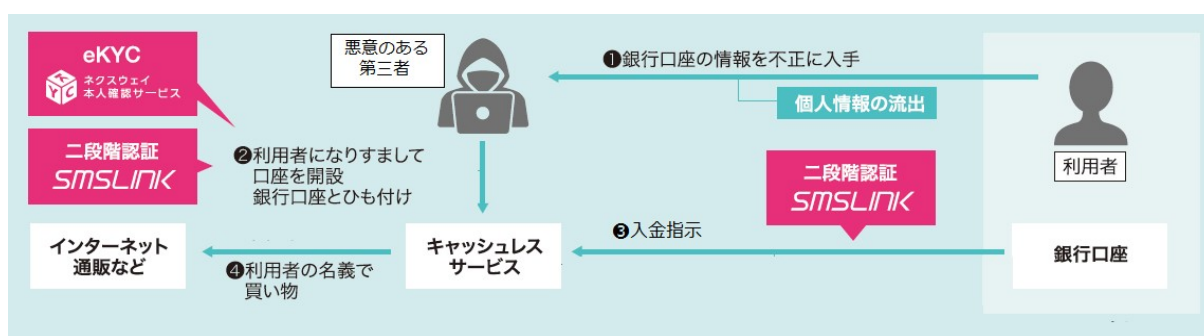 eKYC
KYC
ネクスウェイ
本人確認サービス
悪意のある
第三者
❶銀行口座の情報を不正に入手
個人情報の流出
利用者
二段階認証
SMSLINK
❷利用者になりすまして
口座を開設
銀行口座とひも付け
二段階認証
SMSLINK
インターネット
通販など
❹利用者の名義で
買い物
キャッシュレス
サービス
❸入金指示
銀行口座